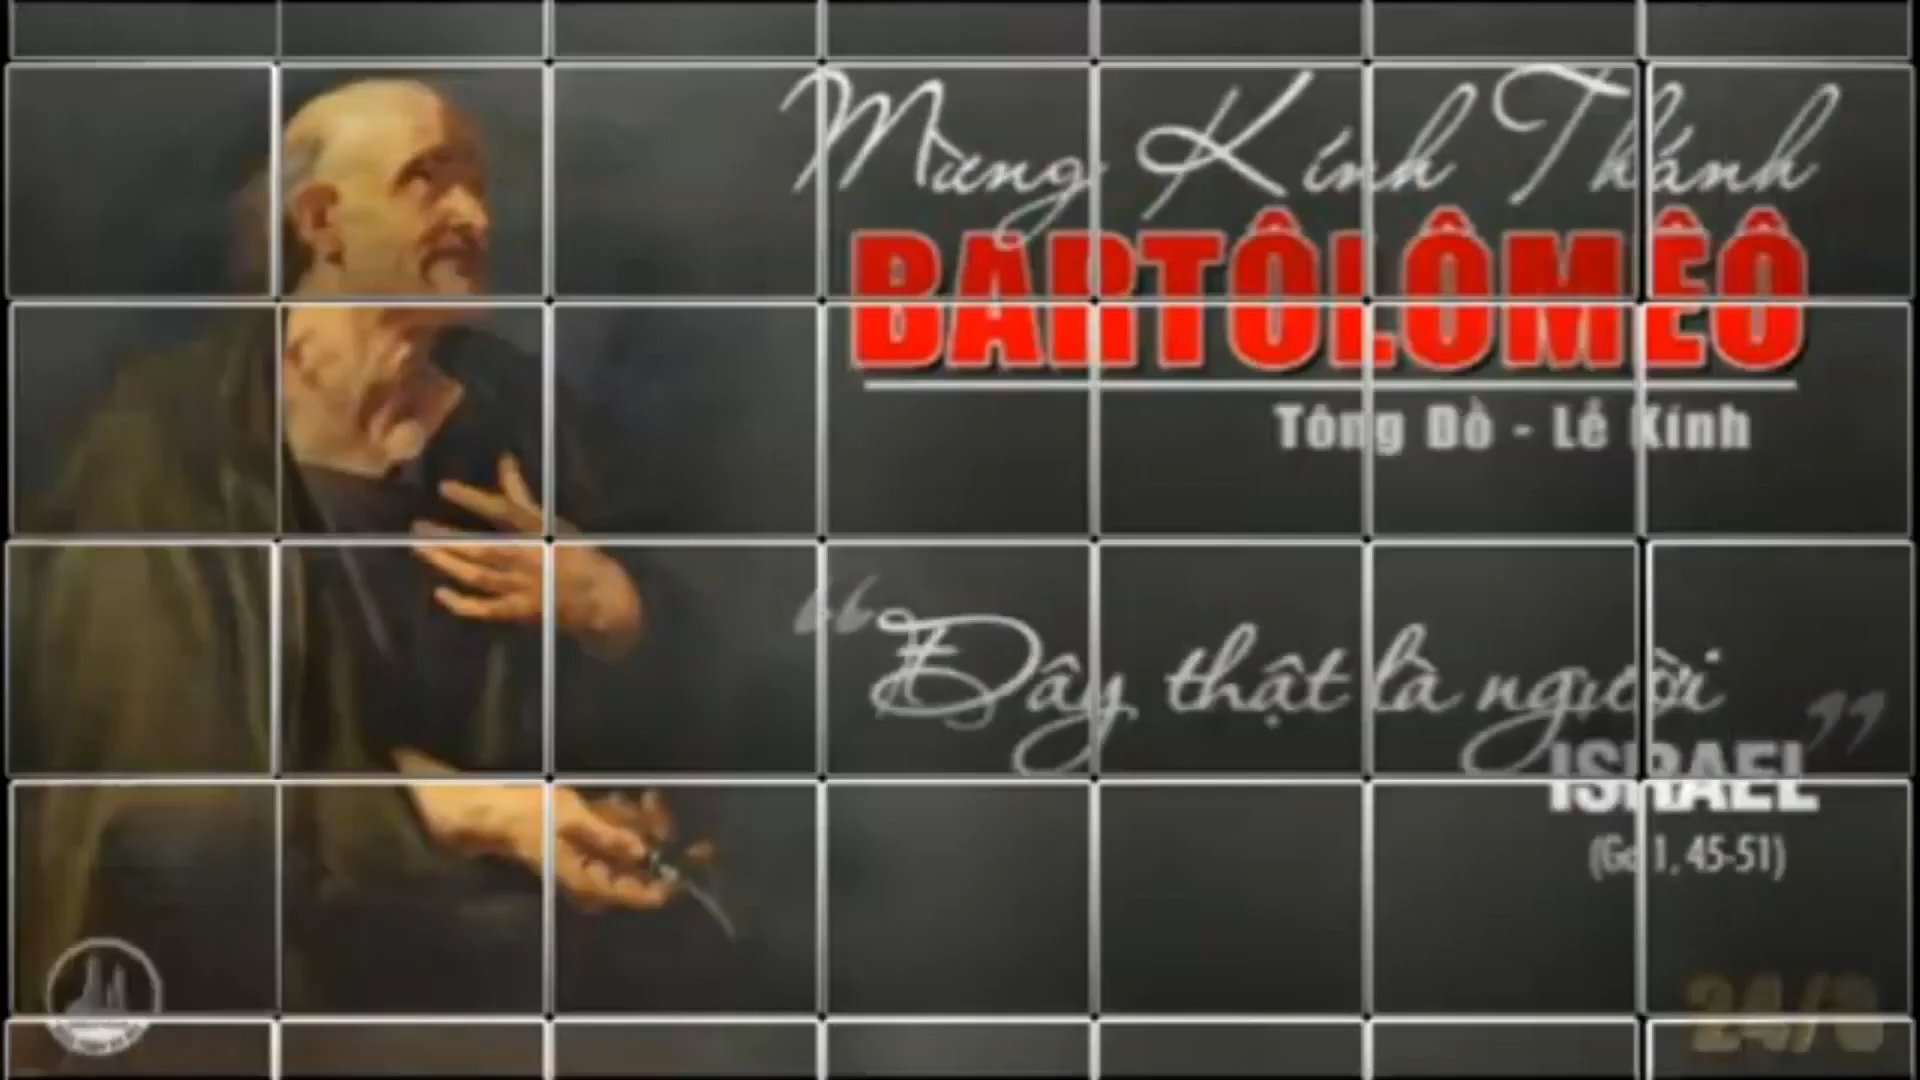 Mừng Kính Thánh
BARTÔLÔMÊÔ
Tông Đồ - Lễ Kính
“Đây thật là người
ISRAEL”
(Ga 1, 45-51)
24/8